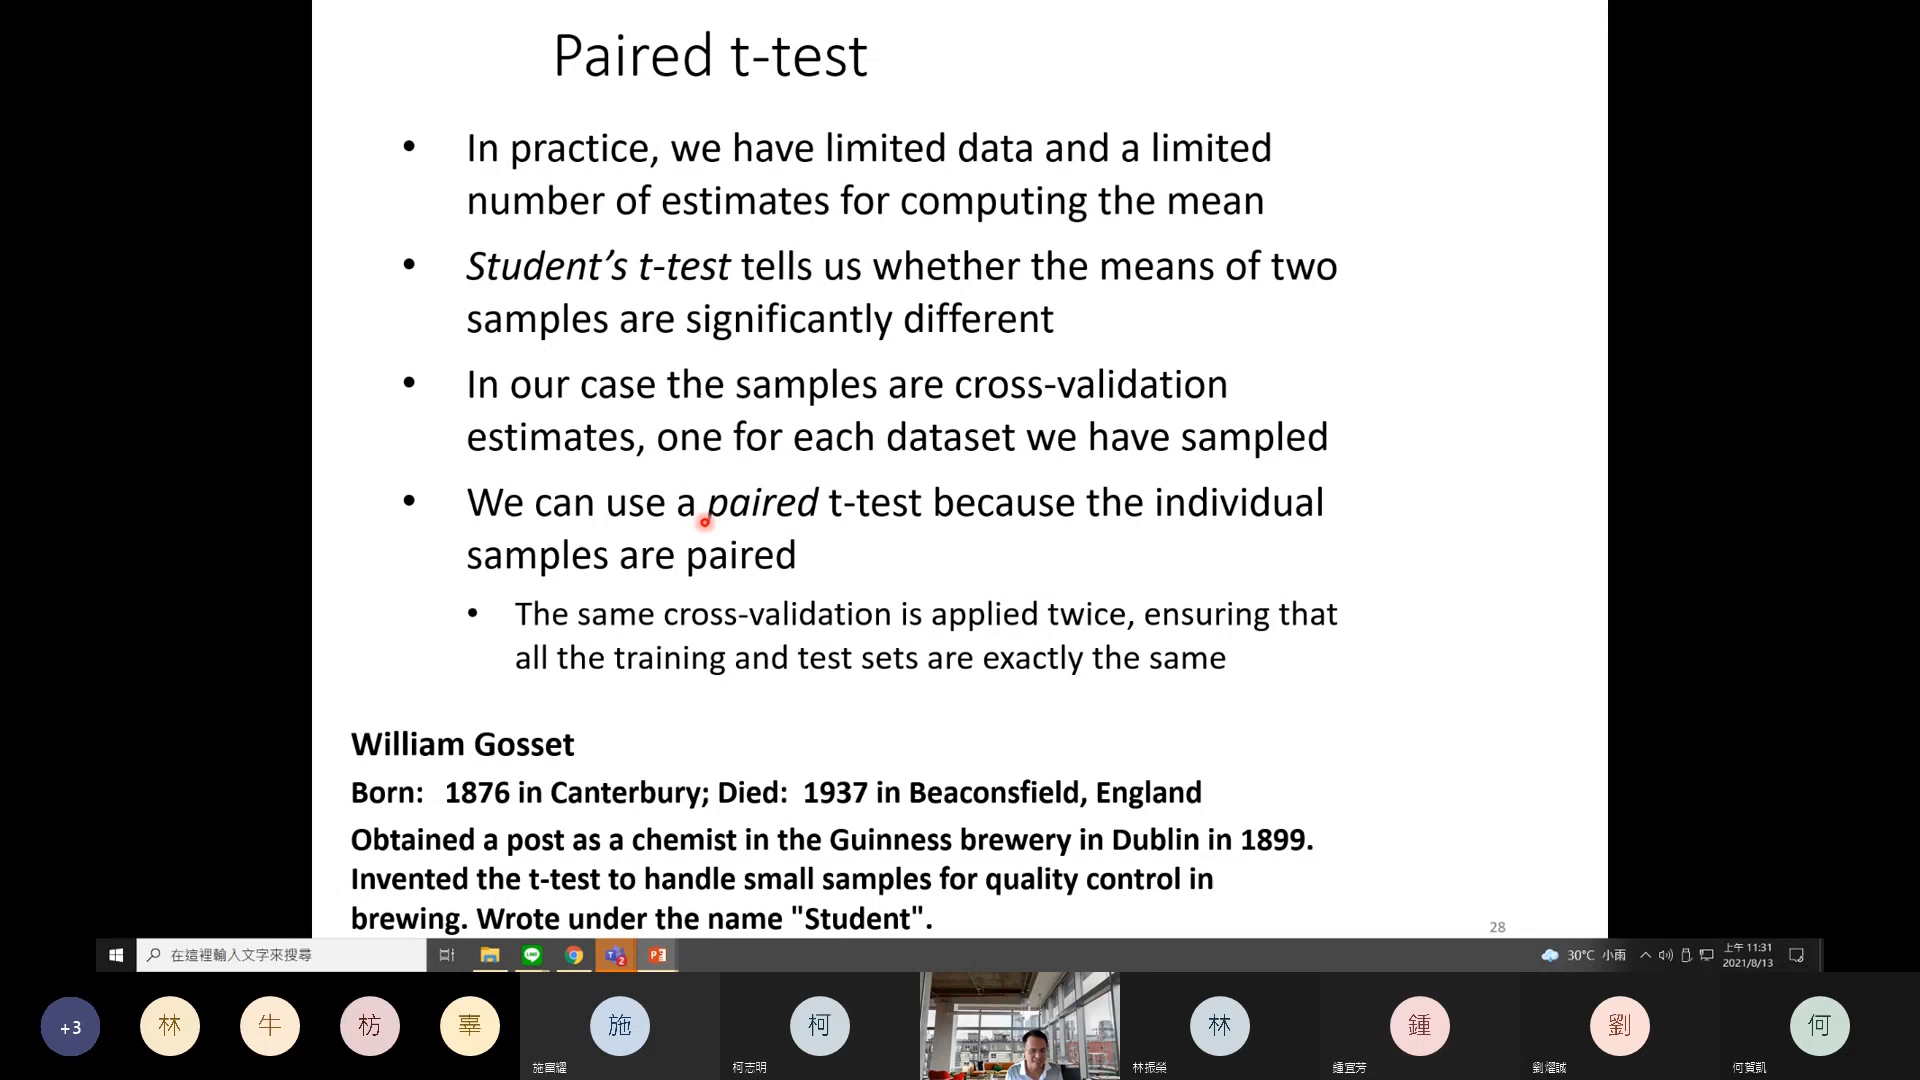 Paired t-test
• In practice, we have limited data and a limited
number of estimates for computing the mean
• Student’s t-test tells us whether the means of two
samples are significantly different
• In our case the samples are cross-validation
estimates, one for each dataset we have sampled
• We can use a paired t-test because the individual
samples are paired
• The same cross-validation is applied twice, ensuring that
all the training and test sets are exactly the same
William Gosset
Born: 1876 in Canterbury; Died: 1937 in Beaconsfield, England
Obtained a post as a chemist in the Guinness brewery in Dublin in 1899.
Invented the t-test to handle small samples for quality control in
brewing. Wrote under the name "Student".
28
在這裡輸入文字來搜尋
30°C 小雨
上午 11:31
2021/8/13
+3
林
牛
枋
辜
施
柯
林
鍾
劉
何
施富耀
柯志明
林振榮
鍾宜芳
劉燿誠
何賀凱